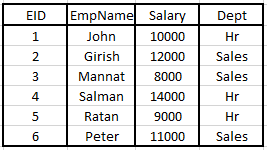 EID EmpName Salary Dept
1 John 10000 Hr
2 Girish 12000 Sales
3 Mannat 8000 Sales
4 Salman 14000 Hr
5 Ratan 9000 Hr
6 Peter 11000 Sales